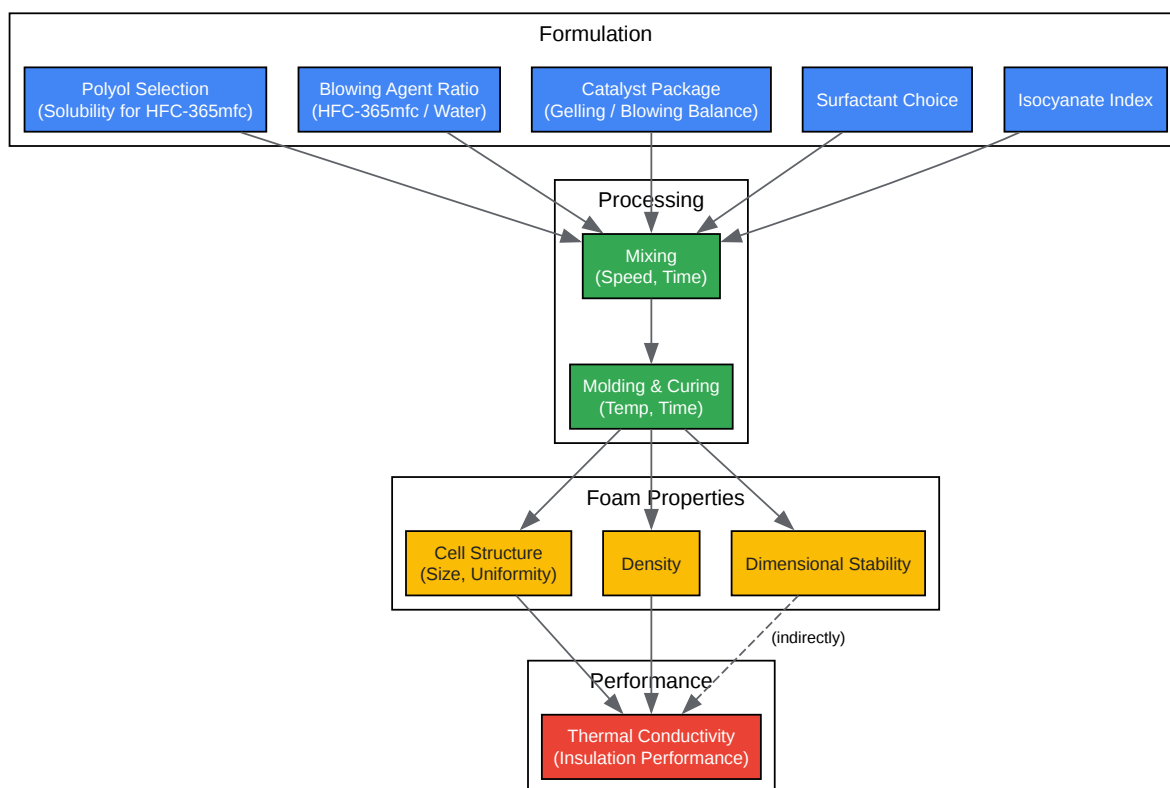 Formulation
Polyol Selection
(Solubility for HFC-365mfc)
Blowing Agent Ratio
(HFC-365mfc / Water)
Catalyst Package
(Gelling / Blowing Balance)
Surfactant Choice
Isocyanate Index
Processing
Mixing
(Speed, Time)
Molding & Curing
(Temp, Time)
Foam Properties
Cell Structure
(Size, Uniformity)
Density
Dimensional Stability
(indirectly)
Performance
Thermal Conductivity
(Insulation Performance)